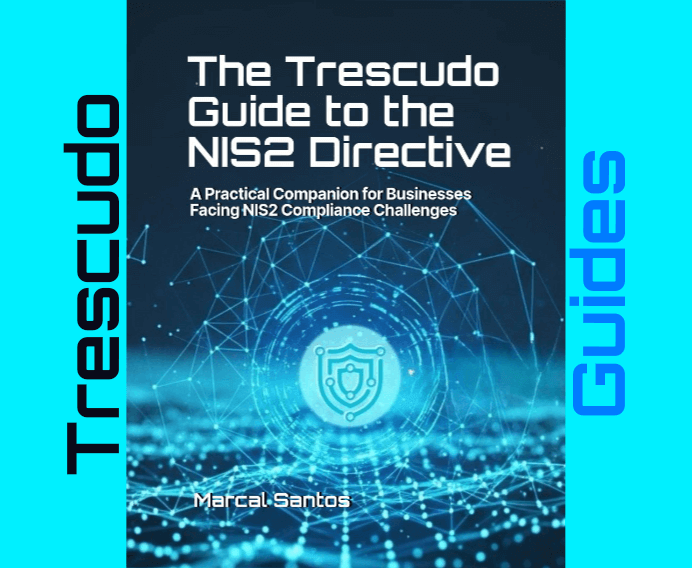 Trescudo
The Trescudo
Guide to the
NIS2 Directive
A Practical Companion for Businesses
Facing NIS2 Compliance Challenges
Marcal Santos
Guides